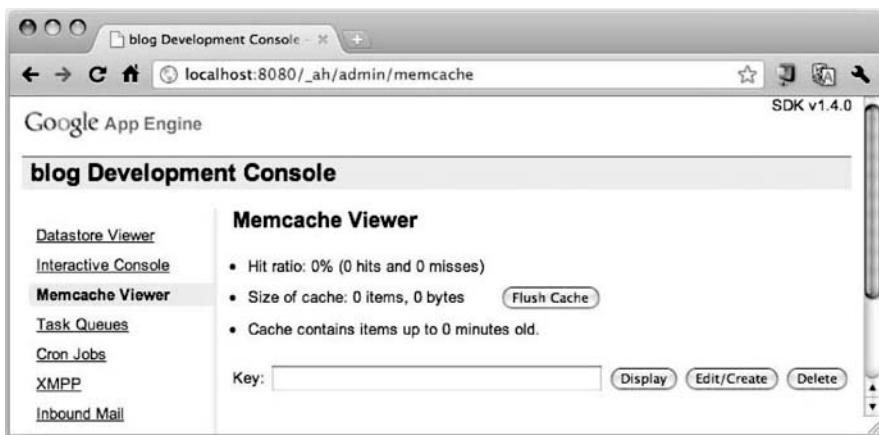 blog Development Console -
localhost:8080/_ah/admin/memcache
SDK v1.4.0
Google App Engine
blog Development Console
Datastore Viewer
Interactive Console
Memcache Viewer
Task Queues
Cron Jobs
XMPP
Inbound Mail
Memcache Viewer
• Hit ratio: 0% (0 hits and 0 misses)
• Size of cache: 0 items, 0 bytes Flush Cache
• Cache contains items up to 0 minutes old.
Key: Display Edit/Create Delete